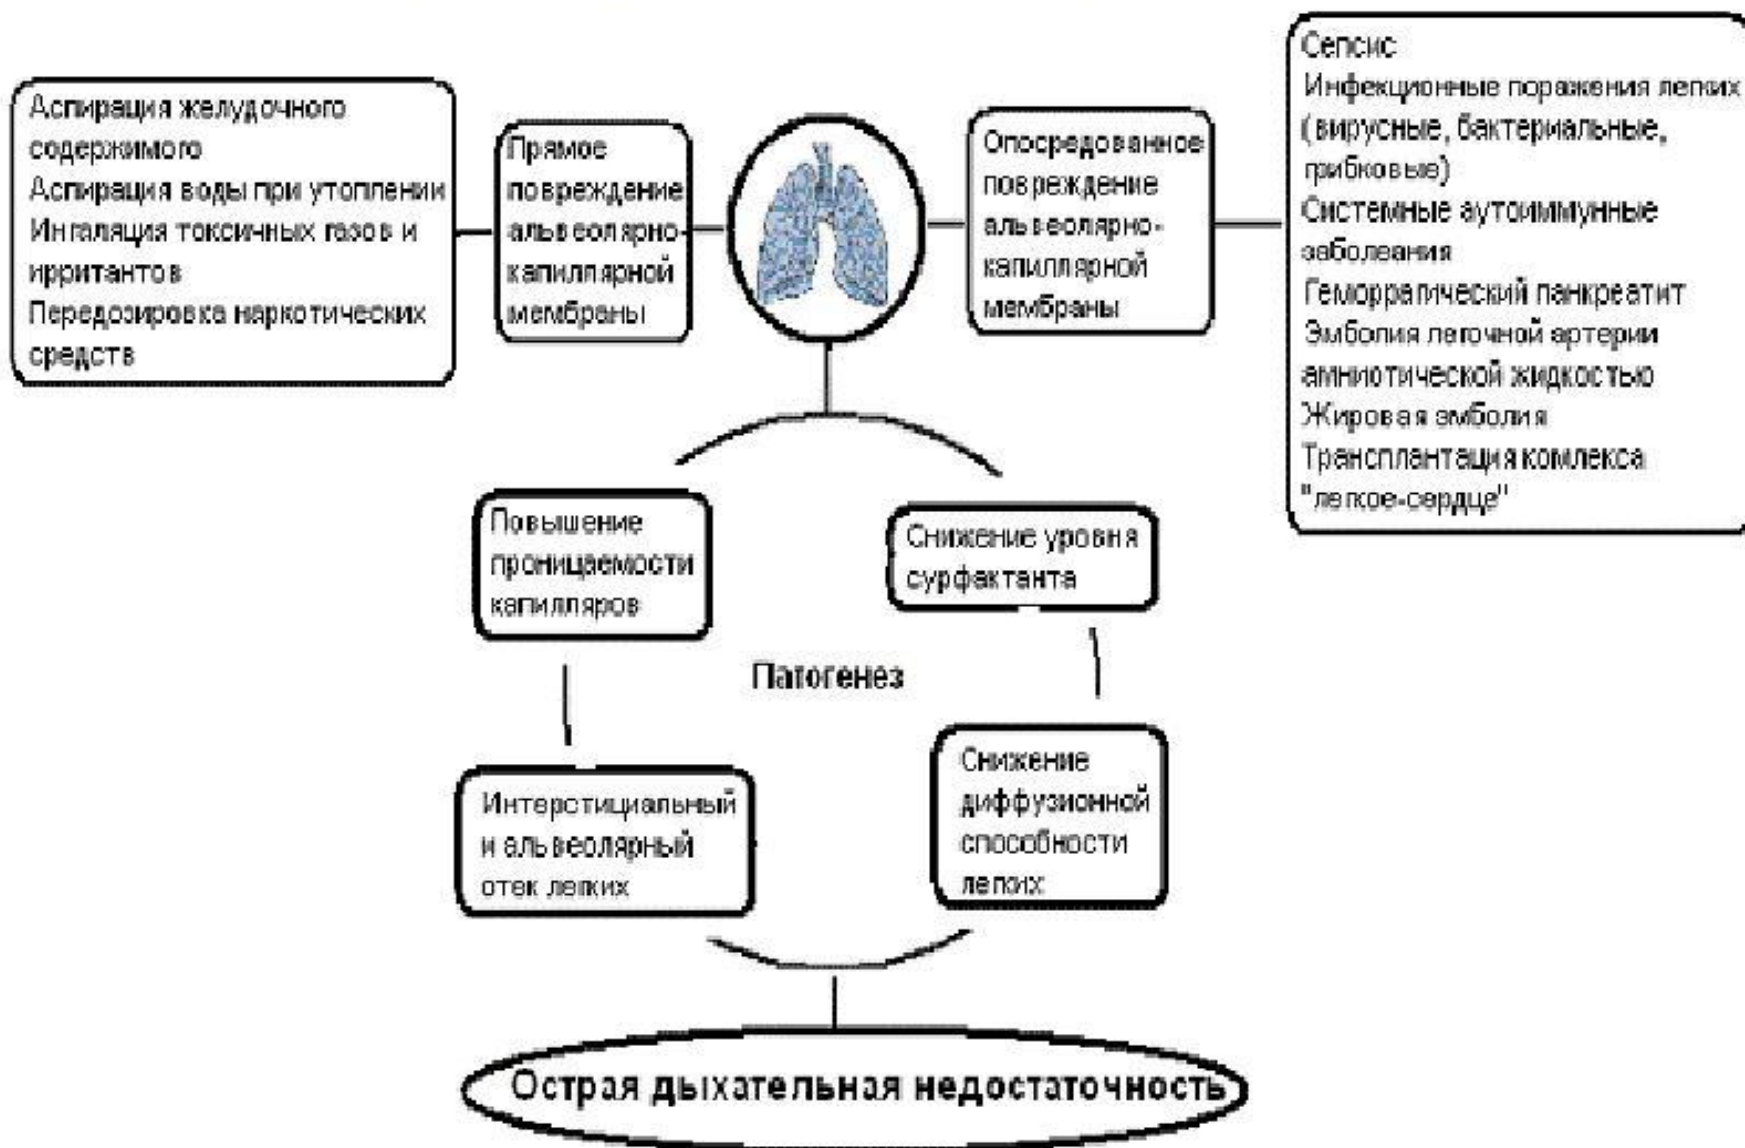 Аспирация желудочного
содержимого
Аспирация воды при утоплении
Ингаляция токсичных газов и
ирритантов
Передозировка наркотических
средств
Прямое
повреждение
альвеолярно-
капиллярной
мембраны
Опосредованное
повреждение
альвеолярно-
капиллярной
мембраны
Сепсис
Инфекционные поражения легких
(вирусные, бактериальные,
грибковые)
Системные аутоиммунные
заболеания
Геморрагический панкреатит
Эмболия легочной артерии
амниотической жидкостью
Жировая эмболия
Трансплантация комлекса
"легкое-сердце"
Повышение
проницаемости
капилляров
Снижение уровня
сурфактанта
Патогенез
Интерстициальный
и альвеолярный
отек легких
Снижение
диффузионной
способности
легких
Острая дыхательная недостаточность